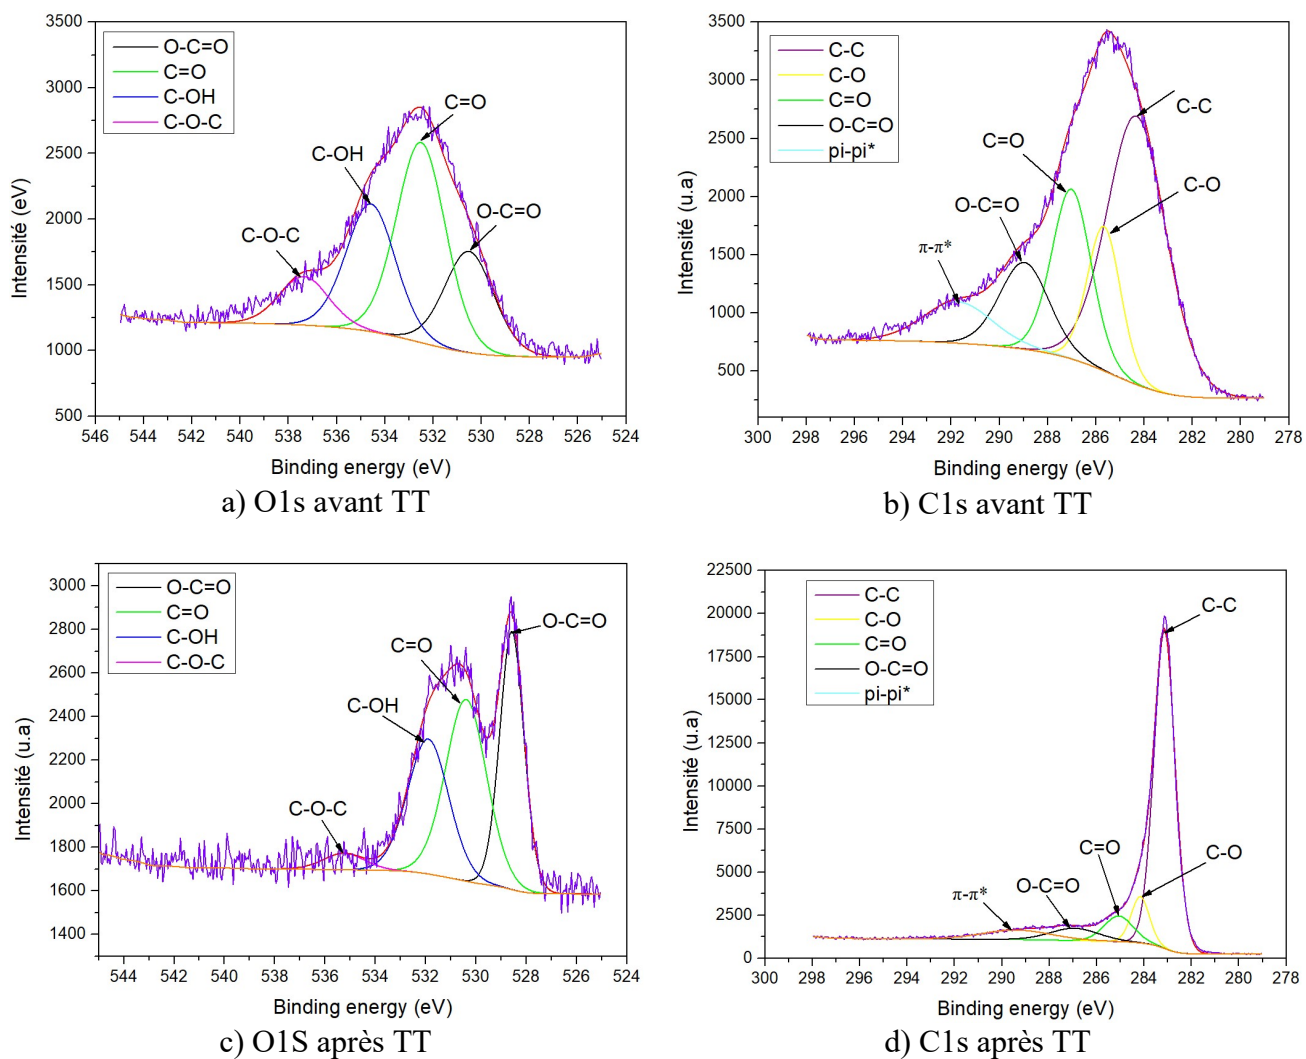 3500
3000
2500
2000
1500
1000
500
546 544 542 540 538 536 534 532 530 528 526 524
Intensité (eV)
Binding energy (eV)
O-C=O
C=O
C-OH
C-O-C
C=O
C-OH
O-C=O
C-O-C
a) O1s avant TT
3500
3000
2500
2000
1500
1000
500
300 298 296 294 292 290 288 286 284 282 280 278
Intensité (u.a)
Binding energy (eV)
C-C
C-O
C=O
O-C=O
pi-pi*
C-C
C=O
C-O
O-C=O
π-π*
b) C1s avant TT
3000
2800
2600
2400
2200
2000
1800
1600
1400
544 542 540 538 536 534 532 530 528 526 524
Intensité (u.a)
Binding energy (eV)
O-C=O
C=O
C-OH
C-O-C
O-C=O
C=O
C-OH
C-O-C
c) O1S après TT
22500
20000
17500
15000
12500
10000
7500
5000
2500
0
300 298 296 294 292 290 288 286 284 282 280 278
Intensité (u.a)
Binding energy (eV)
C-C
C-O
C=O
O-C=O
pi-pi*
C-C
C=O
C-O
O-C=O
π-π*
d) C1s après TT